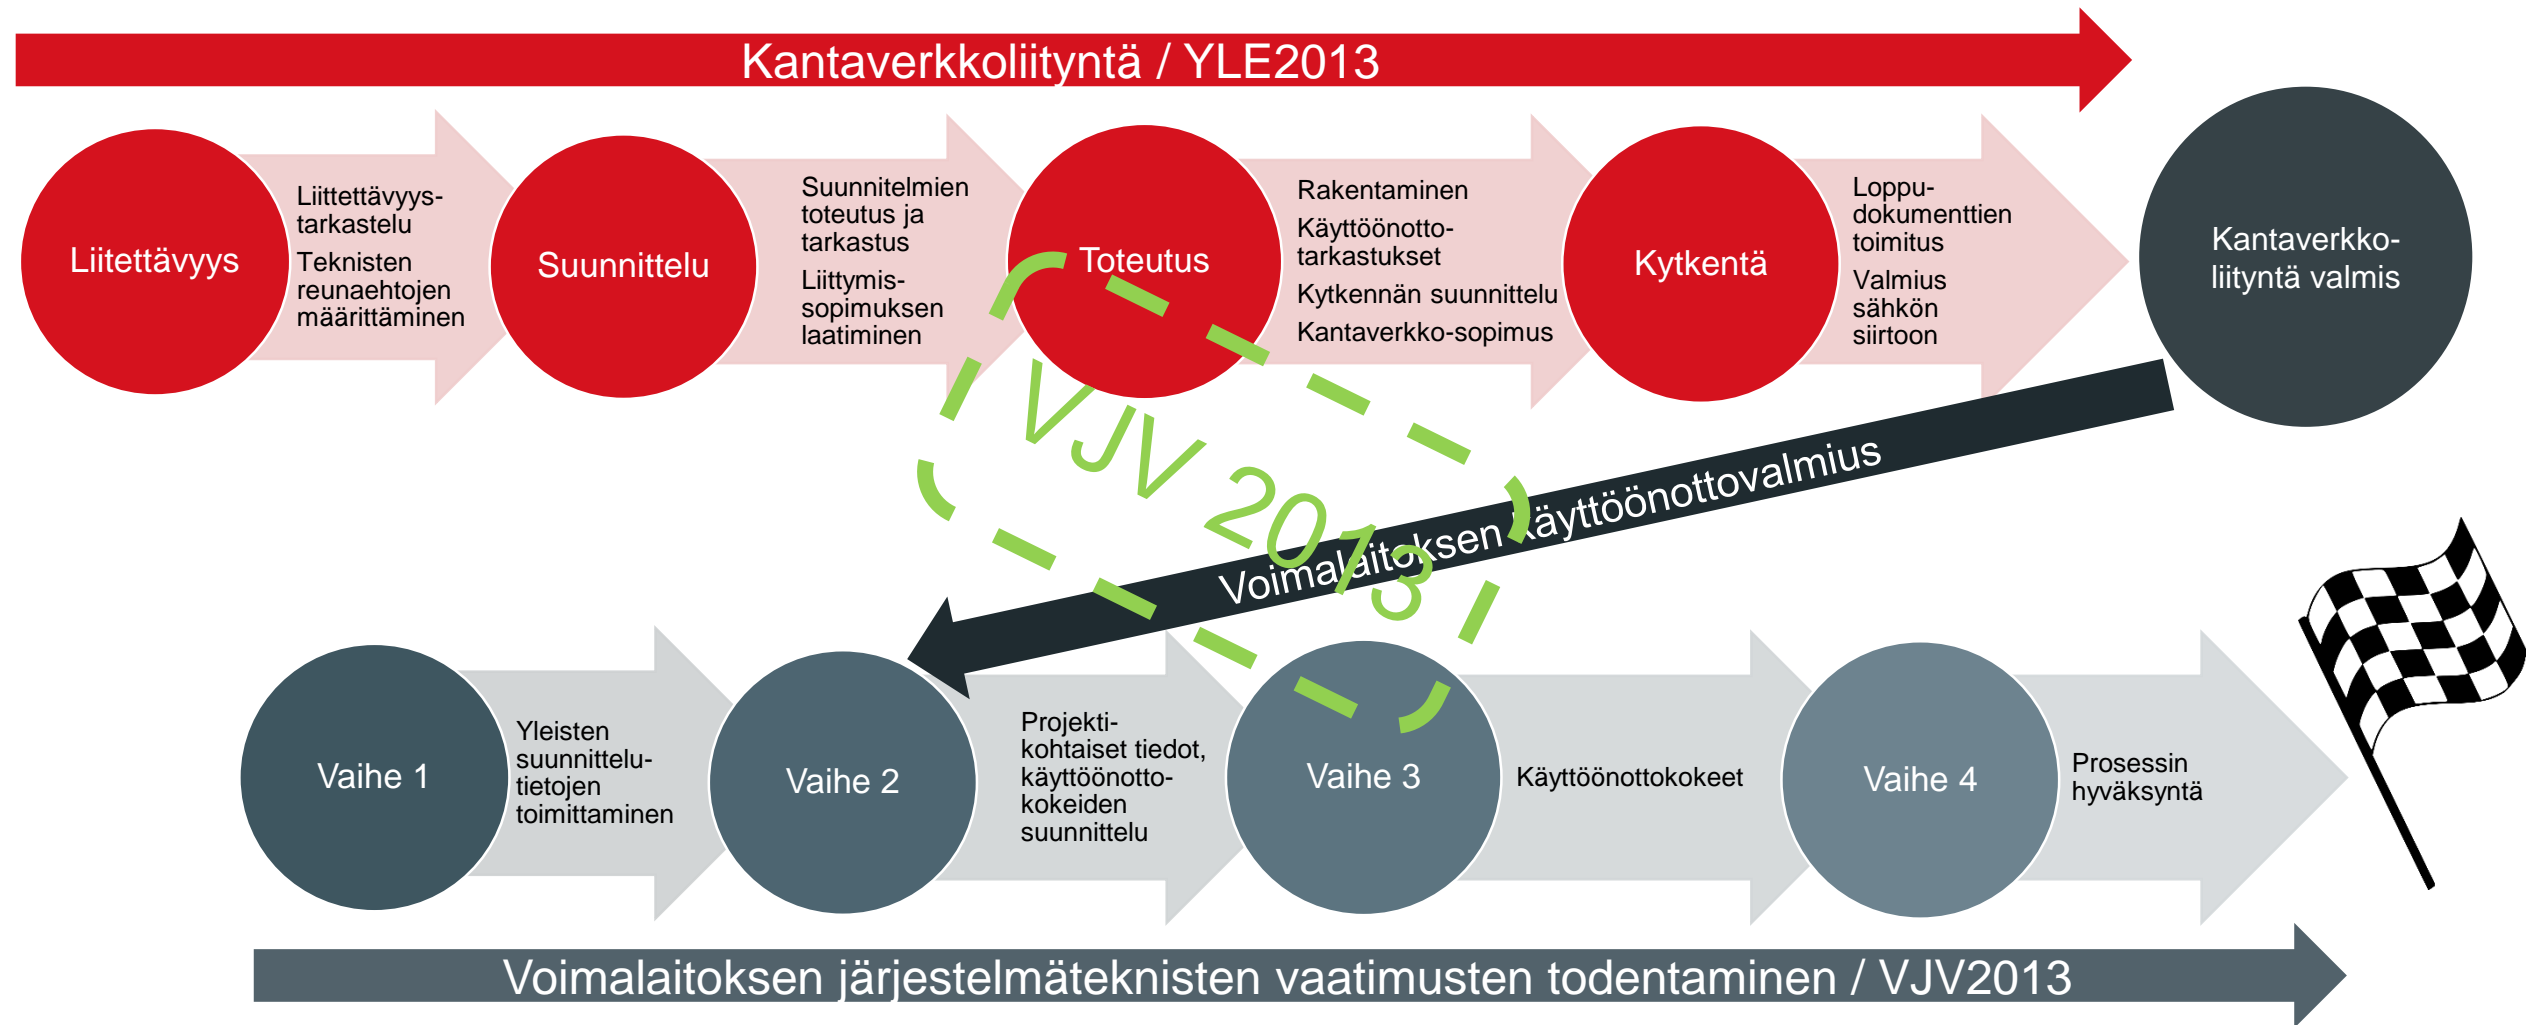 Kantaverkkoliityntä / YLE2013
Liitettävyys
Liittettävyys-
tarkastelu
Teknisten
reunaehtojen
määrittäminen
Suunnittelu
Suunnitelmien
toteutus ja
tarkastus
Liittymis-
sopimuksen
laatiminen
Toteutus
Rakentaminen
Käyttöönotto-
tarkastukset
Kytkennän suunnittelu
Kantaverkko-sopimus
Kytkentä
Loppu-
dokumenttien
toimitus
Valmius
sähkön
siirtoon
Kantaverkko-
liityntä valmis
VJV 2013
Voimalaitoksen käyttöönottovalmius
Vaihe 1
Yleisten
suunnittelu-
tietojen
toimittaminen
Vaihe 2
Projekti-
kohtaiset tiedot,
käyttöönotto-
kokeiden
suunnittelu
Vaihe 3
Käyttöönottokokeet
Vaihe 4
Prosessin
hyväksyntä
Voimalaitoksen järjestelmäteknisten vaatimusten todentaminen / VJV2013